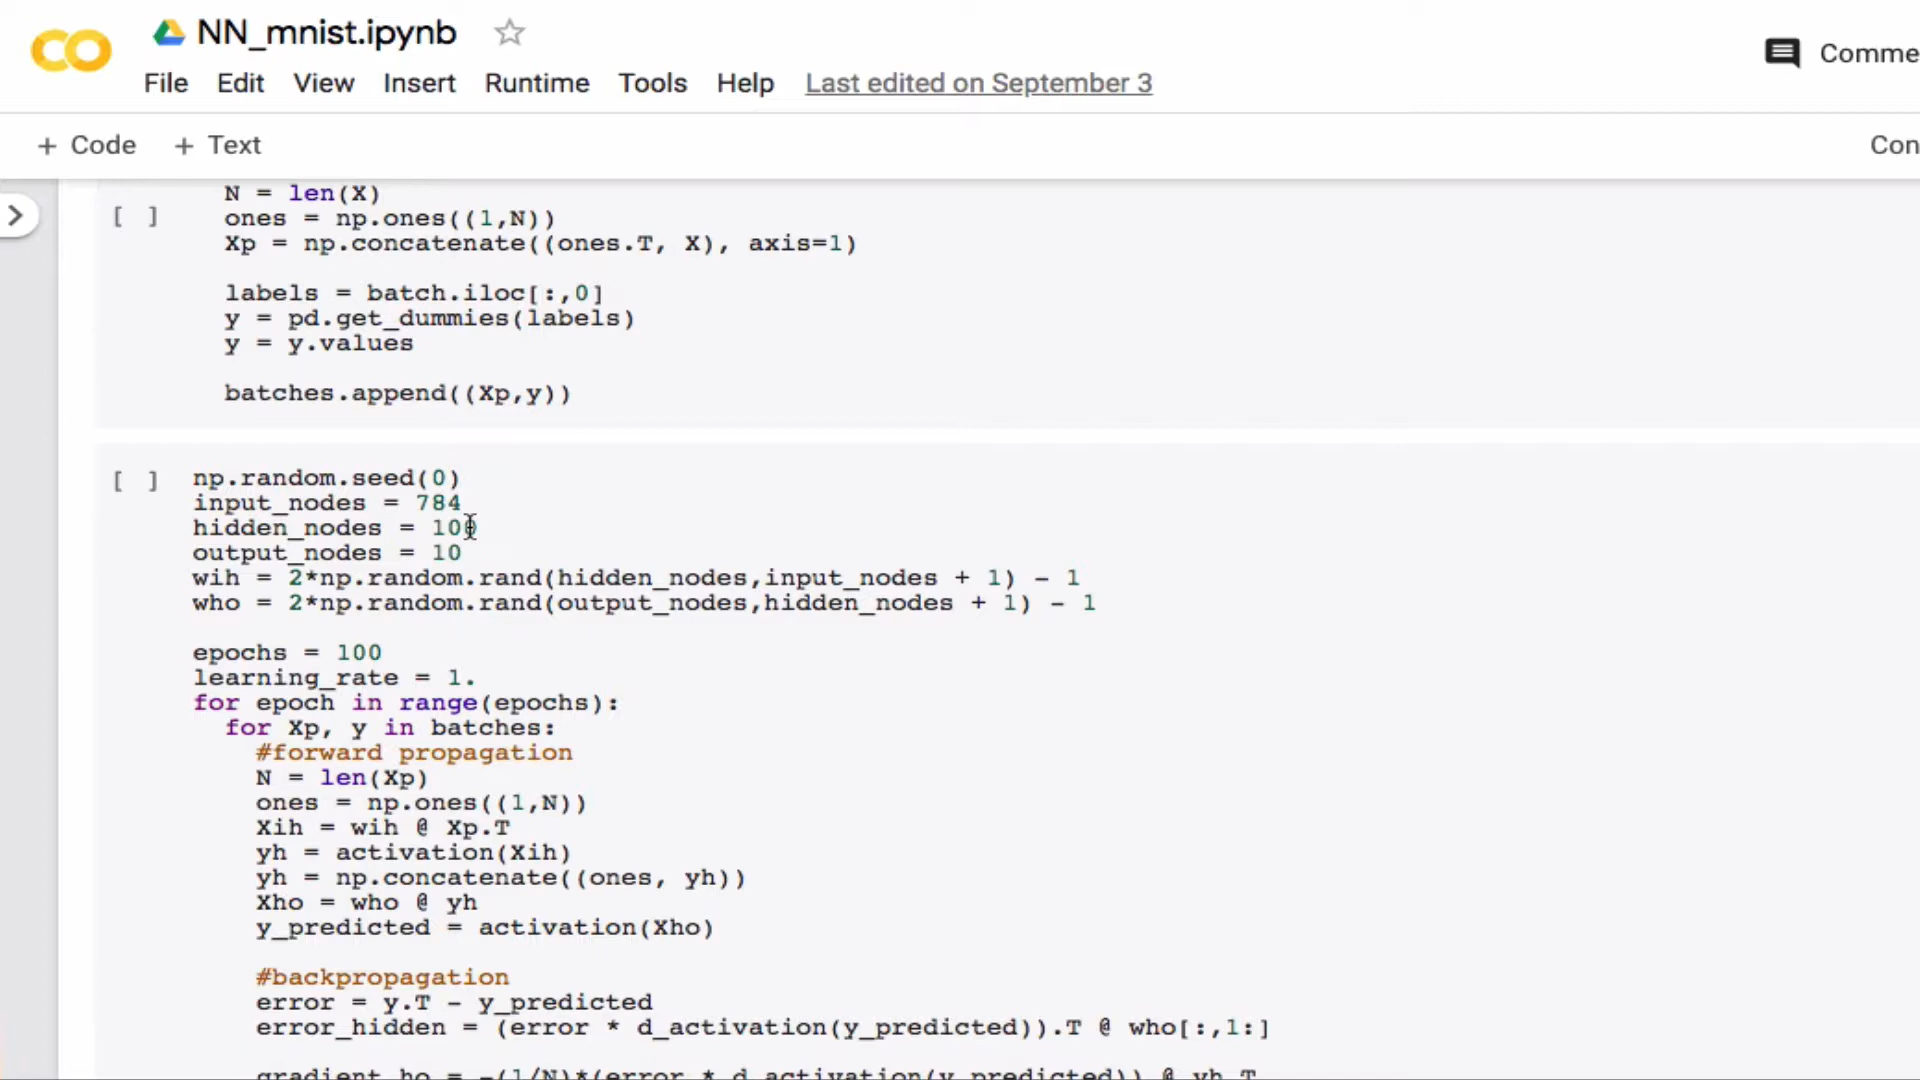 NN_mnist.ipynb
Comme
File Edit View Insert Runtime Tools Help Last edited on September 3
+ Code + Text
Con
N = len(X)
[ ]
ones = np.ones((1,N))
Xp = np.concatenate((ones.T, X), axis=1)
labels = batch.iloc[:,0]
y = pd.get_dummies(labels)
y = y.values
batches.append((Xp,y))
[ ] np.random.seed(0)
input_nodes = 784
hidden_nodes = 100
output_nodes = 10
wih = 2*np.random.rand(hidden_nodes,input_nodes + 1) - 1
who = 2*np.random.rand(output_nodes,hidden_nodes + 1) - 1
epochs = 100
learning_rate = 1.
for epoch in range(epochs):
for Xp, y in batches:
#forward propagation
N = len(Xp)
ones = np.ones((1,N))
Xih = wih @ Xp.T
yh = activation(Xih)
yh = np.concatenate((ones, yh))
Xho = who @ yh
y_predicted = activation(Xho)
#backpropagation
error = y.T - y_predicted
error_hidden = (error * d_activation(y_predicted)).T @ who[:,1:]
gradient_ho = -(1/N)*(error * d_activation(y_predicted)) @ yh.T